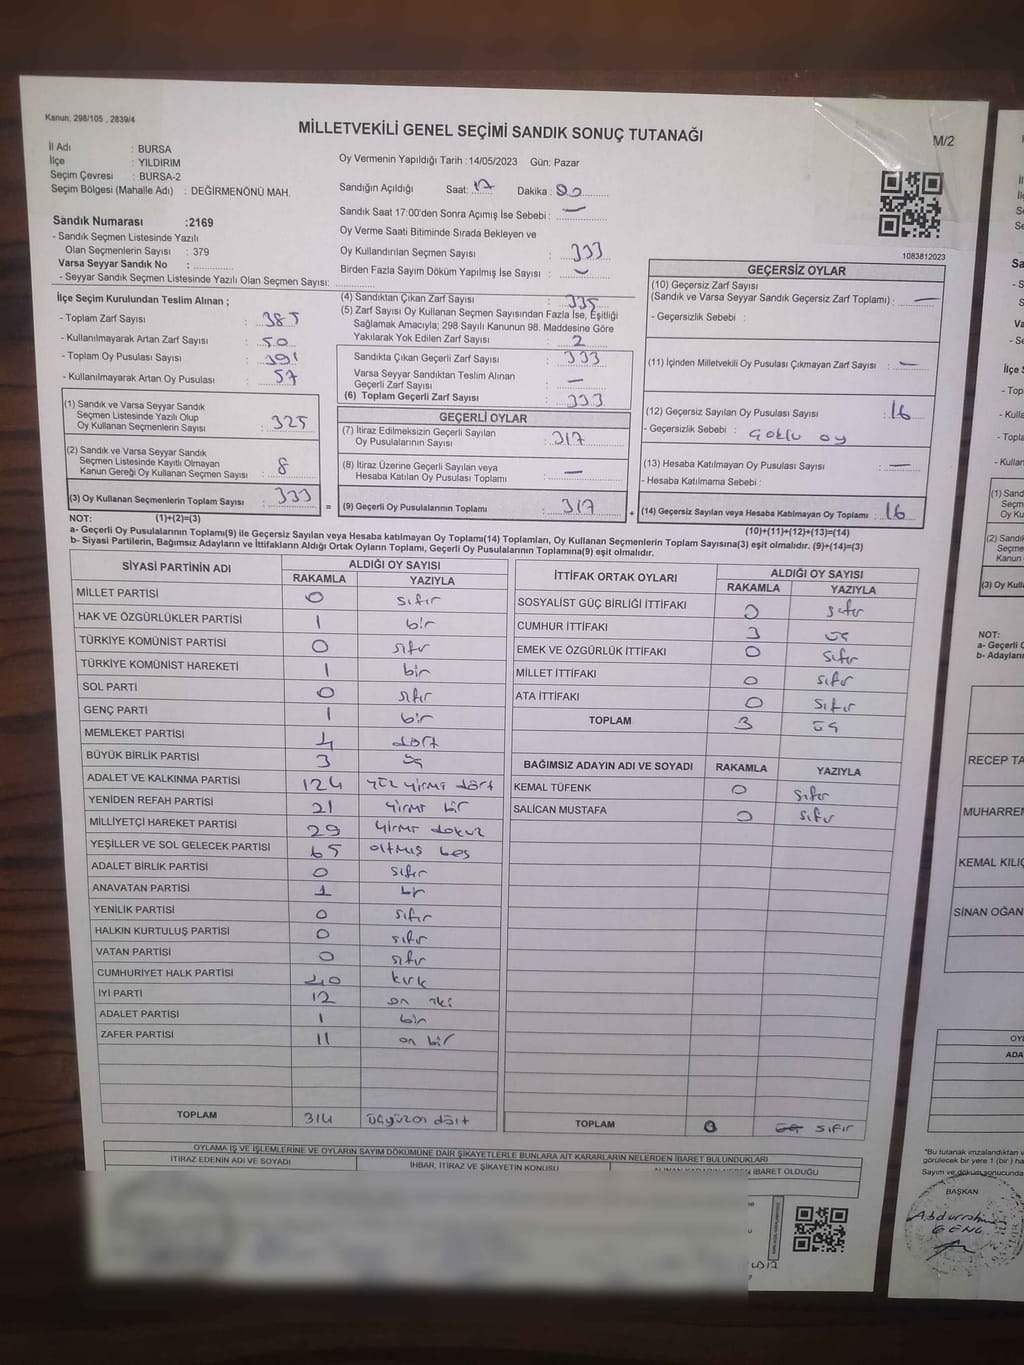 Kanun; 298/105 , 2839/4
MİLLETVEKİLİ GENEL SEÇİMİ SANDIK SONUÇ TUTANAĞI
M/2
İl Adı : BURSA
İlçe : YILDIRIM
Seçim Çevresi : BURSA-2
Seçim Bölgesi (Mahalle Adı) : DEĞİRMENÖNÜ MAH.
Oy Vermenin Yapıldığı Tarih :14/05/2023 Gün: Pazar
Sandığın Açıldığı Saat: 17 Dakika : 00
Sandık Saat 17:00'den Sonra Açımış İse Sebebi : —
Oy Verme Saati Bitiminde Sırada Bekleyen ve
Oy Kullandırılan Seçmen Sayısı : 333
Birden Fazla Sayım Döküm Yapılmış İse Sayısı : —
1083812023
Sandık Numarası :2169
- Sandık Seçmen Listesinde Yazılı
Olan Seçmenlerin Sayısı : 379
Varsa Seyyar Sandık No :
- Seyyar Sandık Seçmen Listesinde Yazılı Olan Seçmen Sayısı:
İlçe Seçim Kurulundan Teslim Alınan ;
- Toplam Zarf Sayısı : 385
- Kullanılmayarak Artan Zarf Sayısı : 50
- Toplam Oy Pusulası Sayısı : 391
- Kullanılmayarak Artan Oy Pusulası : 57
(4) Sandıktan Çıkan Zarf Sayısı : 335
(5) Zarf Sayısı Oy Kullanan Seçmen Sayısından Fazla İse, Eşitliği
Sağlamak Amacıyla; 298 Sayılı Kanunun 98. Maddesine Göre
Yakılarak Yok Edilen Zarf Sayısı : 2
Sandıkta Çıkan Geçerli Zarf Sayısı : 333
Varsa Seyyar Sandıktan Teslim Alınan
Geçerli Zarf Sayısı : —
(6) Toplam Geçerli Zarf Sayısı : 333
GEÇERSİZ OYLAR
(10) Geçersiz Zarf Sayısı
(Sandık ve Varsa Seyyar Sandık Geçersiz Zarf Toplamı) : —
- Geçersizlik Sebebi :
(11) İçinden Milletvekili Oy Pusulası Çıkmayan Zarf Sayısı : —
(12) Geçersiz Sayılan Oy Pusulası Sayısı : 16
- Geçersizlik Sebebi : Çoklu oy
(13) Hesaba Katılmayan Oy Pusulası Sayısı : —
- Hesaba Katılmama Sebebi :
(14) Geçersiz Sayılan veya Hesaba Katılmayan Oy Toplamı : 16
(10)+(11)+(12)+(13)=(14)
(1) Sandık ve Varsa Seyyar Sandık
Seçmen Listesinde Yazılı Olup
Oy Kullanan Seçmenlerin Sayısı : 325
(2) Sandık ve Varsa Seyyar Sandık
Seçmen Listesinde Kayıtlı Olmayan
Kanun Gereği Oy Kullanan Seçmen Sayısı : 8
(3) Oy Kullanan Seçmenlerin Toplam Sayısı : 333
(1)+(2)=(3)
GEÇERLİ OYLAR
(7) İtiraz Edilmeksizin Geçerli Sayılan
Oy Pusulalarının Sayısı : 317
(8) İtiraz Üzerine Geçerli Sayılan veya
Hesaba Katılan Oy Pusulası Toplamı : —
(9) Geçerli Oy Pusulalarının Toplamı : 317
NOT:
a- Geçerli Oy Pusulalarının Toplamı(9) ile Geçersiz Sayılan veya Hesaba katılmayan Oy Toplamı(14) Toplamları, Oy Kullanan Seçmenlerin Toplam Sayısına(3) eşit olmalıdır. (9)+(14)=(3)
b- Siyasi Partilerin, Bağımsız Adayların ve İttifakların Aldığı Ortak Oyların Toplamı, Geçerli Oy Pusulalarının Toplamına(9) eşit olmalıdır.
SİYASİ PARTİNİN ADI ALDIĞI OY SAYISI
RAKAMLA YAZIYLA
MİLLET PARTİSİ 0 sıfır
HAK VE ÖZGÜRLÜKLER PARTİSİ 1 bir
TÜRKİYE KOMÜNİST PARTİSİ 0 sıfır
TÜRKİYE KOMÜNİST HAREKETİ 1 bir
SOL PARTİ 0 sıfır
GENÇ PARTİ 1 bir
MEMLEKET PARTİSİ 4 dört
BÜYÜK BİRLİK PARTİSİ 3 üç
ADALET VE KALKINMA PARTİSİ 124 yüz yirmi dört
YENİDEN REFAH PARTİSİ 21 yirmi bir
MİLLİYETÇİ HAREKET PARTİSİ 29 yirmi dokuz
YEŞİLLER VE SOL GELECEK PARTİSİ 65 altmış beş
ADALET BİRLİK PARTİSİ 0 sıfır
ANAVATAN PARTİSİ 1 bir
YENİLİK PARTİSİ 0 sıfır
HALKIN KURTULUŞ PARTİSİ 0 sıfır
VATAN PARTİSİ 0 sıfır
CUMHURİYET HALK PARTİSİ 40 kırk
İYİ PARTİ 12 on iki
ADALET PARTİSİ 1 bir
ZAFER PARTİSİ 11 on bir
TOPLAM 314 üçyüzon dört
İTTİFAK ORTAK OYLARI ALDIĞI OY SAYISI
RAKAMLA YAZIYLA
SOSYALİST GÜÇ BİRLİĞİ İTTİFAKI 0 sıfır
CUMHUR İTTİFAKI 3 üç
EMEK VE ÖZGÜRLÜK İTTİFAKI 0 sıfır
MİLLET İTTİFAKI 0 sıfır
ATA İTTİFAKI 0 sıfır
TOPLAM 3 üç
BAĞIMSIZ ADAYIN ADI VE SOYADI RAKAMLA YAZIYLA
KEMAL TÜFENK 0 sıfır
SALİCAN MUSTAFA 0 sıfır
TOPLAM 0 üç sıfır
OYLAMA İŞ VE İŞLEMLERİNE VE OYLARIN SAYIM DÖKÜMÜNE DAİR ŞİKAYETLERLE BUNLARA AİT KARARLARIN NELERDEN İBARET BULUNDUKLARI
İTİRAZ EDENİN ADI VE SOYADI İHBAR, İTİRAZ VE ŞİKAYETİN KONUSU ALINAN KARARIN NEDEN İBARET OLDUĞU
NOT:
a- Geçerli
b- Adayların
RECEP TA
MUHARREM
KEMAL KILIÇ
SİNAN OĞAN
OY
ADA
"Bu tutanak imzalandıktan
görülecek bir yere 1 (bir) ha
Sayım ve döküm sonucunda
BAŞKAN
Abdurrahim
GENÇ